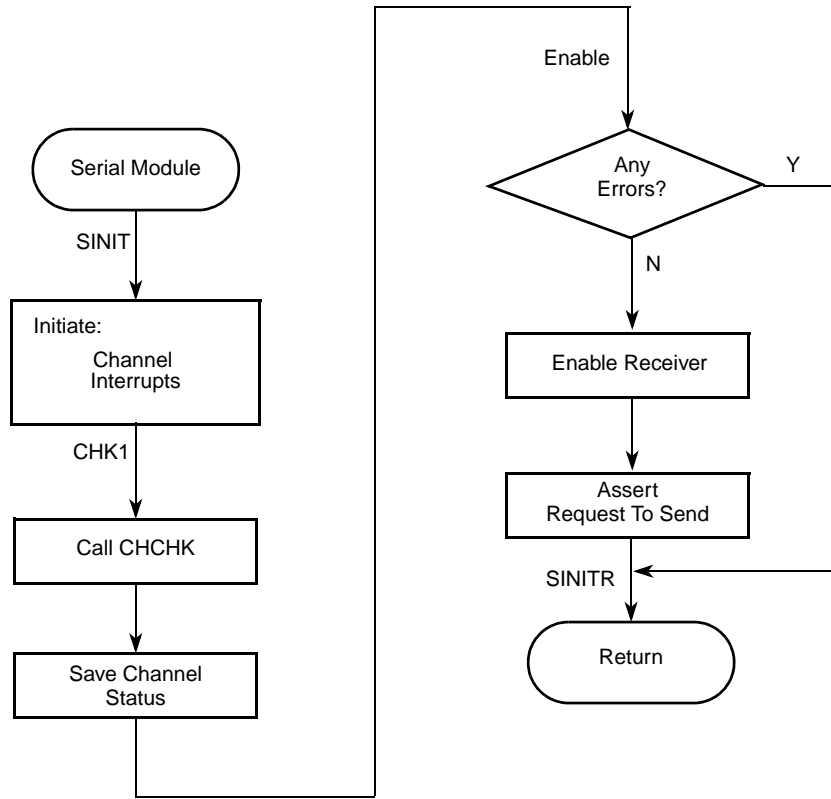 Serial Module
SINIT
Initiate:
Channel
Interrupts
CHK1
Call CHCHK
Save Channel
Status
Enable
Any
Errors?
Y
N
Enable Receiver
Assert
Request To Send
SINITR
Return